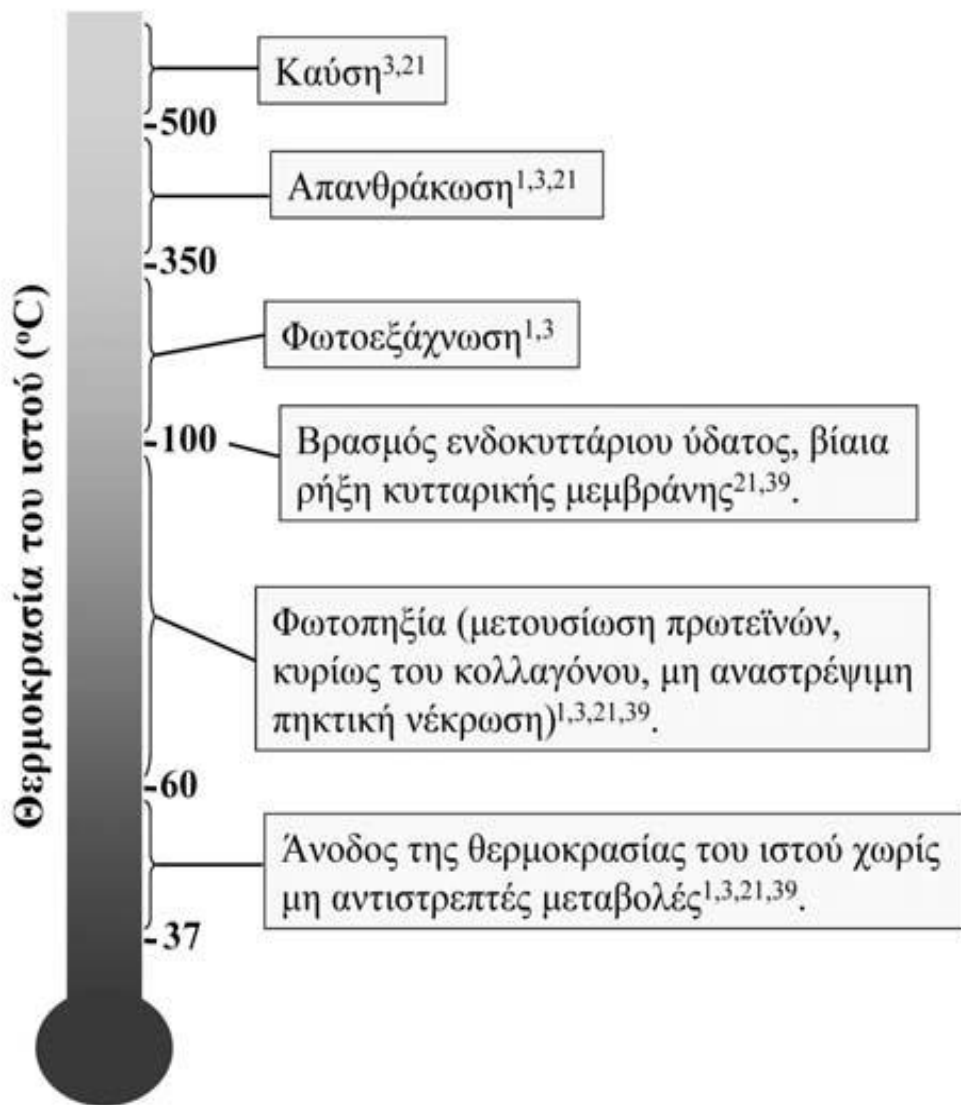 Θερμοκρασία του ιστού (°C)
Καύση3,21
-500
Απανθράκωση1,3,21
-350
Φωτοεξάχνωση1,3
-100
Βρασμός ενδοκυττάριου ύδατος, βίαια
ρήξη κυτταρικής μεμβράνης21,39.
Φωτοπηξία (μετουσίωση πρωτεϊνών,
κυρίως του κολλαγόνου, μη αναστρέψιμη
πηκτική νέκρωση)1,3,21,39.
-60
Άνοδος της θερμοκρασίας του ιστού χωρίς
μη αντιστρεπτές μεταβολές1,3,21,39.
-37